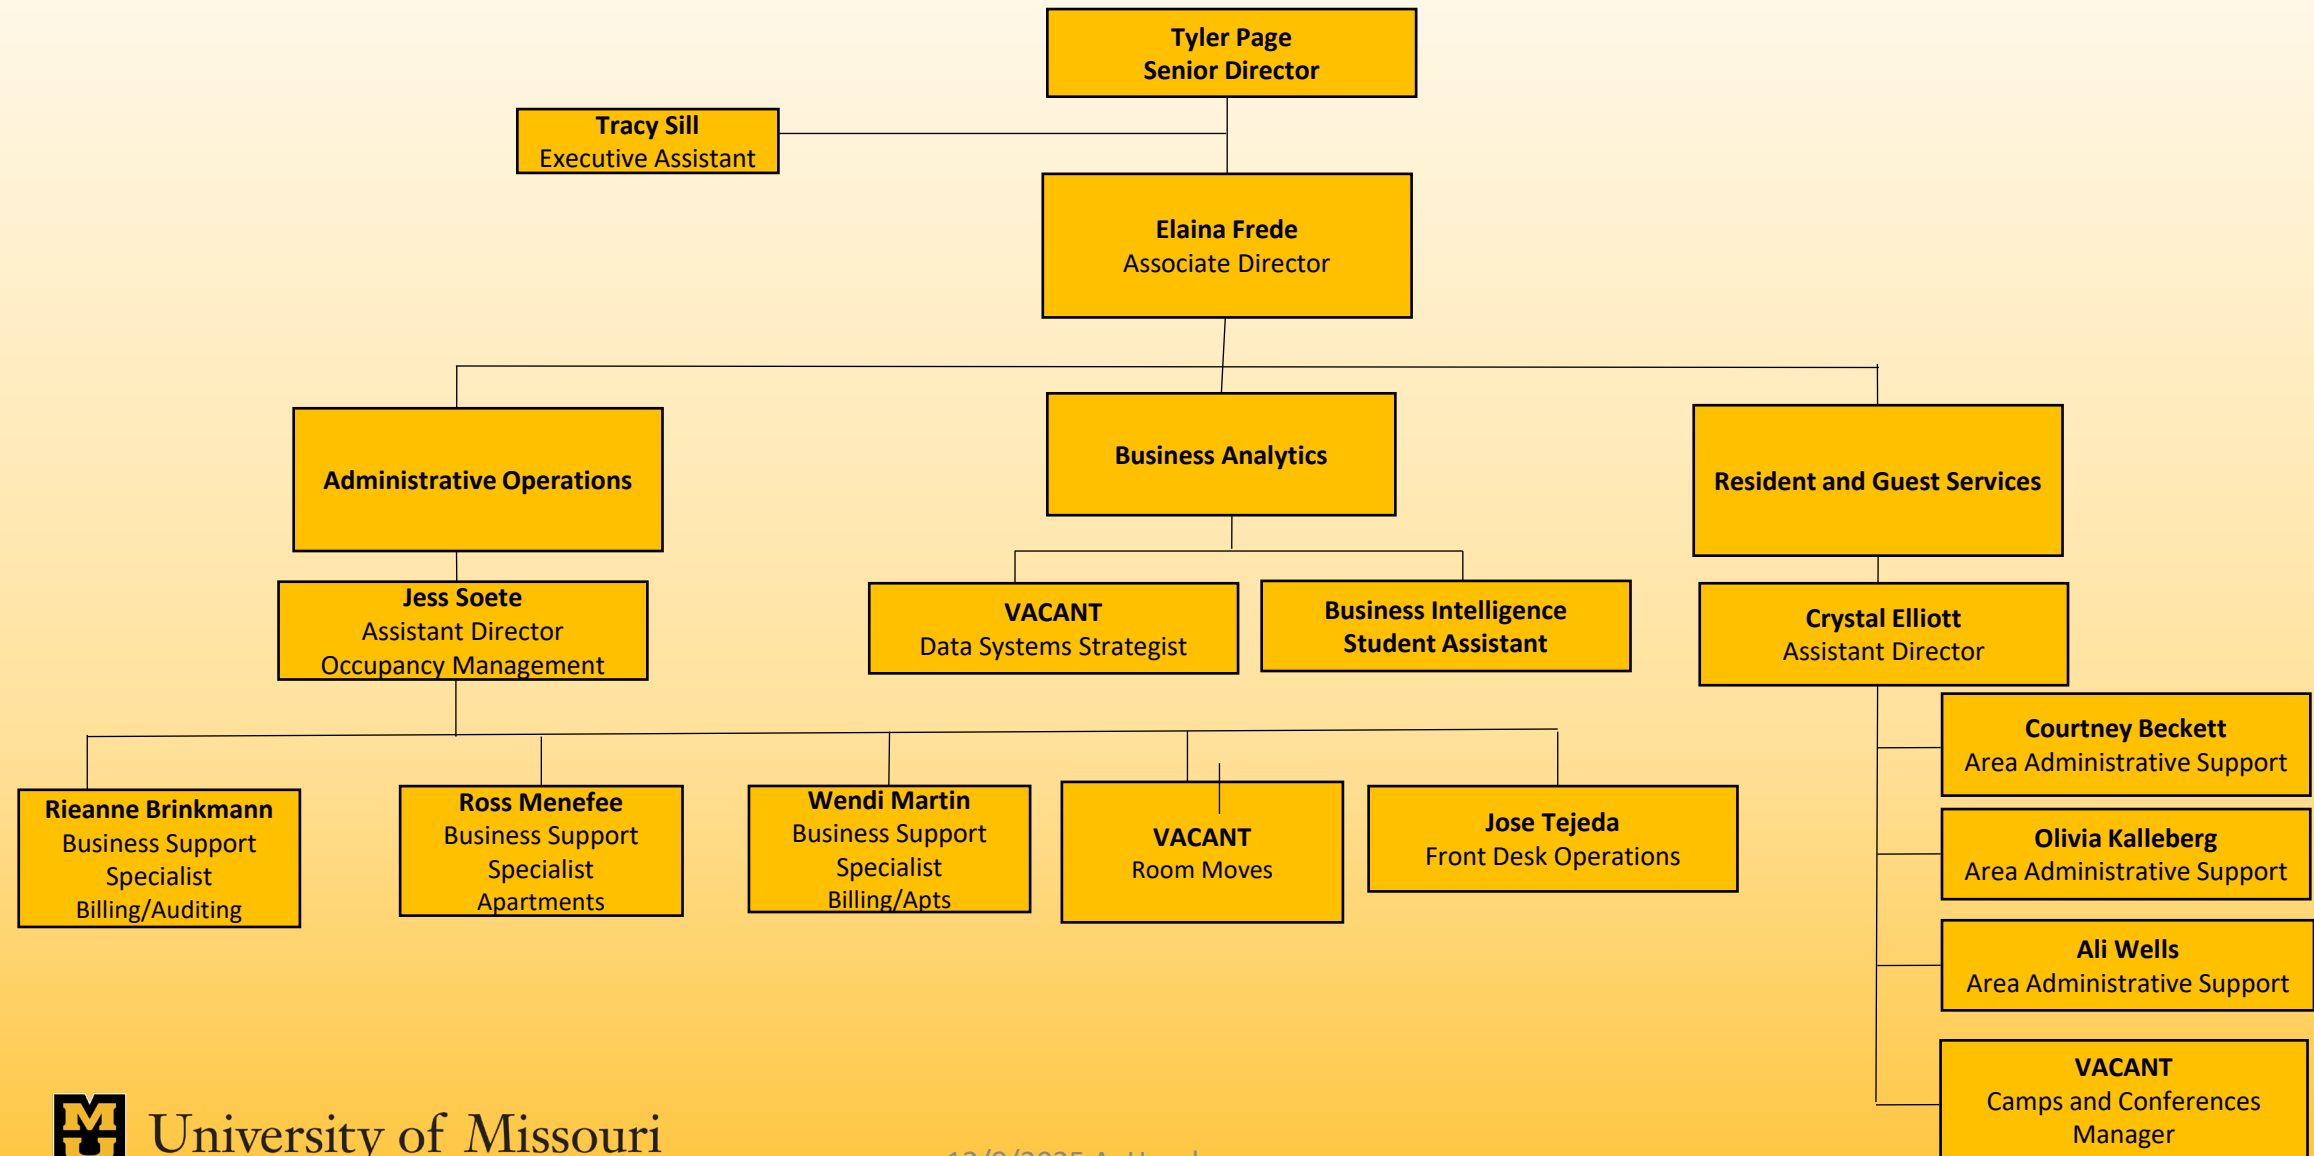 Tyler Page
Senior Director
Tracy Sill
Executive Assistant
Elaina Frede
Associate Director
Administrative Operations
Business Analytics
Resident and Guest Services
Jess Soete
Assistant Director
Occupancy Management
VACANT
Data Systems Strategist
Business Intelligence
Student Assistant
Crystal Elliott
Assistant Director
Courtney Beckett
Area Administrative Support
Olivia Kalleberg
Area Administrative Support
Ali Wells
Area Administrative Support
VACANT
Camps and Conferences
Manager
Rieanne Brinkmann
Business Support
Specialist
Billing/Auditing
Ross Menefee
Business Support
Specialist
Apartments
Wendi Martin
Business Support
Specialist
Billing/Apts
VACANT
Room Moves
Jose Tejeda
Front Desk Operations
MU
University of Missouri